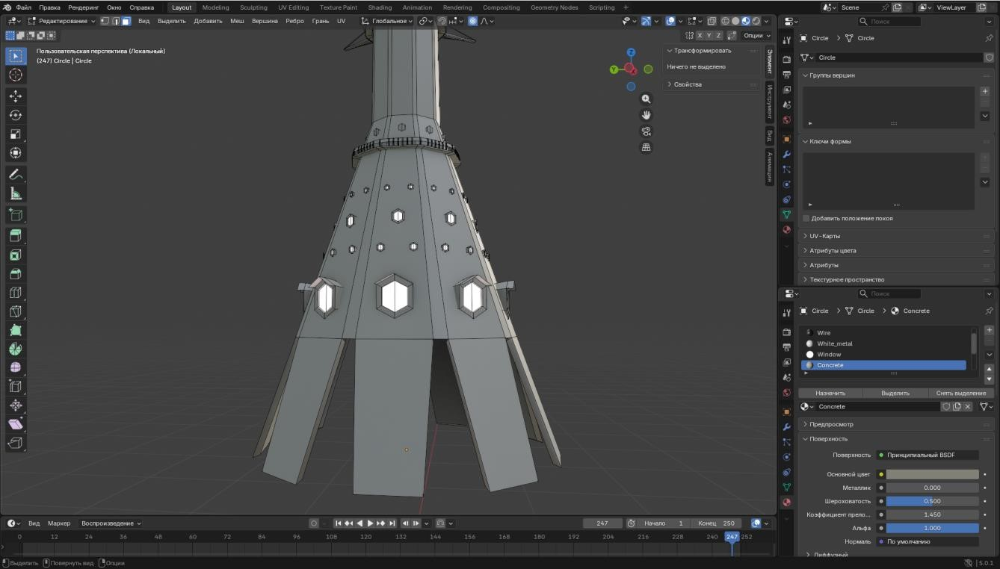 Файл Правка Рендеринг Окно Справка Layout Modeling Sculpting UV Editing Texture Paint Shading Animation Rendering Compositing Geometry Nodes Scripting + Scene ViewLayer
Редактирование Вид Выделить Добавить Меш Вершина Ребро Грань UV Глобальное
Поиск
X Y Z Опции
Circle > Circle
Пользовательская перспектива (Локальный)
(247) Circle | Circle
Трансформировать
Ничего не выделено
Свойства
Элемент
Инструмент
Вид
Анимация
Z
Y
X
Circle
Группы вершин
Ключи формы
Добавить положение покоя
UV-Карты
Атрибуты цвета
Атрибуты
Текстурное пространство
Поиск
Circle > Circle > Concrete
Wire
White_metal
Window
Concrete
Назначить Выделить Снять выделение
Concrete
Предпросмотр
Поверхность
Поверхность Принципиальный BSDF
Основной цвет
Металлик 0.000
Шероховатость 0.500
Коэффициент прело... 1.450
Альфа 1.000
Нормаль По умолчанию
Диффузный
Вид Маркер Воспроизведение 247 Начало 1 Конец 250
0 12 24 36 48 60 72 84 96 108 120 132 144 156 168 180 192 204 216 228 240 247 252
Выделить Повернуть вид Опции 5.0.1